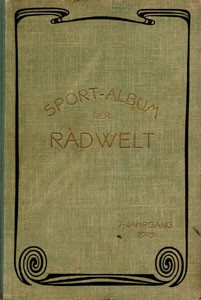 SPORT-ALBUM
DER
RADWELT
7. JAHRGANG